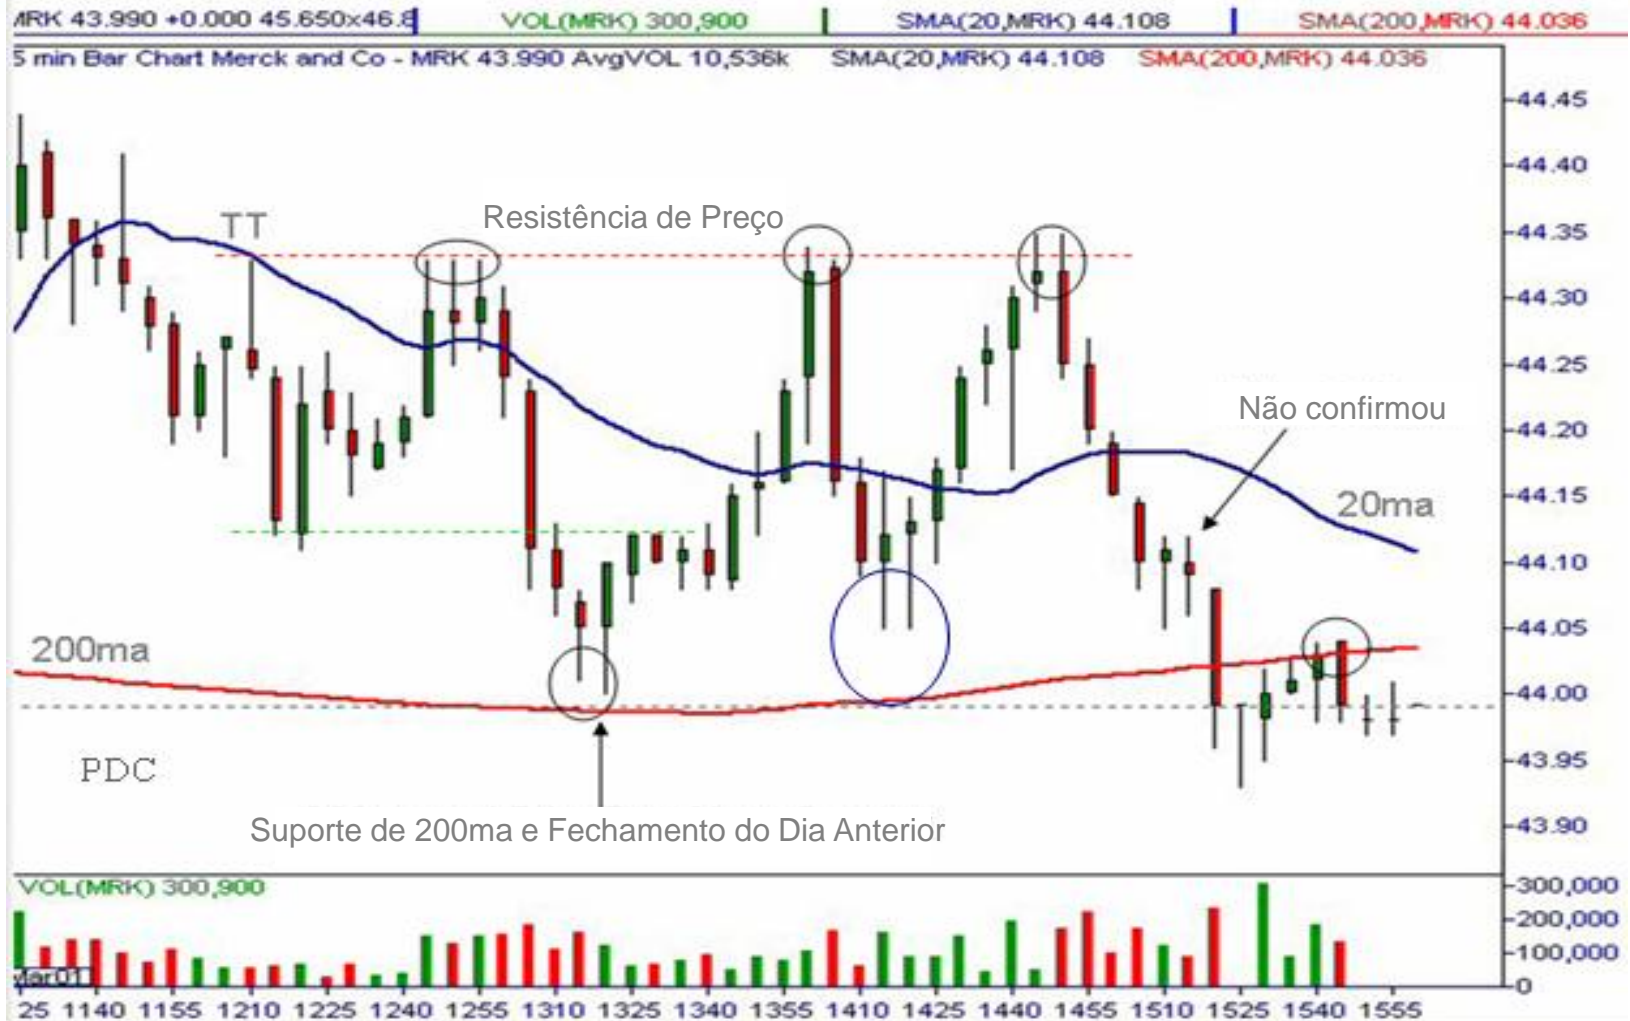 MRK 43.990 +0.000 45.650x46.8 VOL(MRK) 300,900 SMA(20,MRK) 44.108 SMA(200,MRK) 44.036
5 min Bar Chart Merck and Co - MRK 43.990 AvgVOL 10,536k SMA(20,MRK) 44.108 SMA(200,MRK) 44.036
44.45
44.40
TT
Resistência de Preço
44.35
44.30
44.25
Não confirmou
44.20
20ma
44.15
44.10
200ma
44.05
44.00
PDC
43.95
Suporte de 200ma e Fechamento do Dia Anterior
43.90
VOL(MRK) 300,900
300,000
200,000
100,000
Mar01
0
25 1140 1155 1210 1225 1240 1255 1310 1325 1340 1355 1410 1425 1440 1455 1510 1525 1540 1555